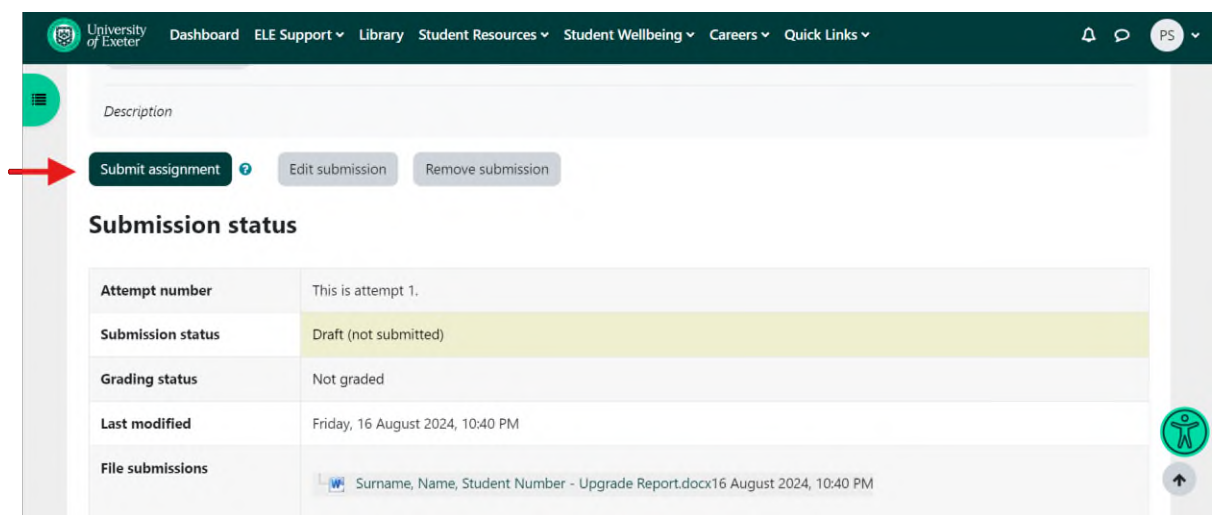 University of Exeter Dashboard ELE Support Library Student Resources Student Wellbeing Careers Quick Links PS
Description
Submit assignment ? Edit submission Remove submission
Submission status
Attempt number This is attempt 1.
Submission status Draft (not submitted)
Grading status Not graded
Last modified Friday, 16 August 2024, 10:40 PM
File submissions
Surname, Name, Student Number - Upgrade Report.docx16 August 2024, 10:40 PM